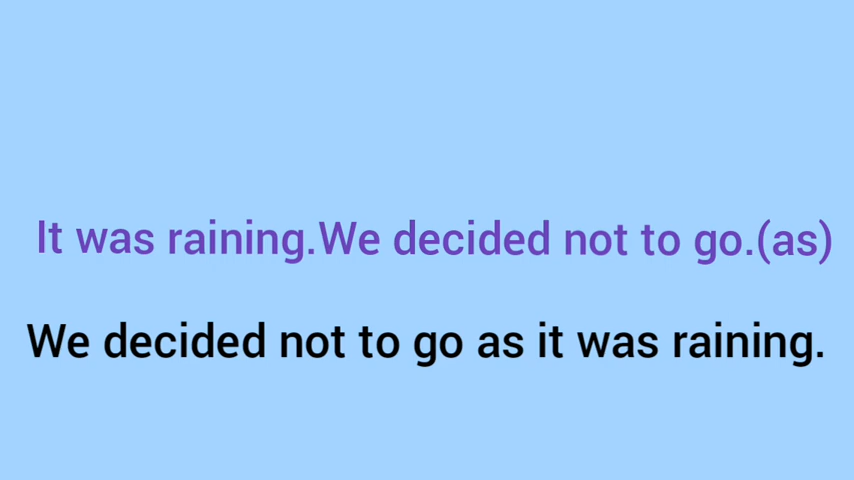 It was raining.We decided not to go.(as)
We decided not to go as it was raining.